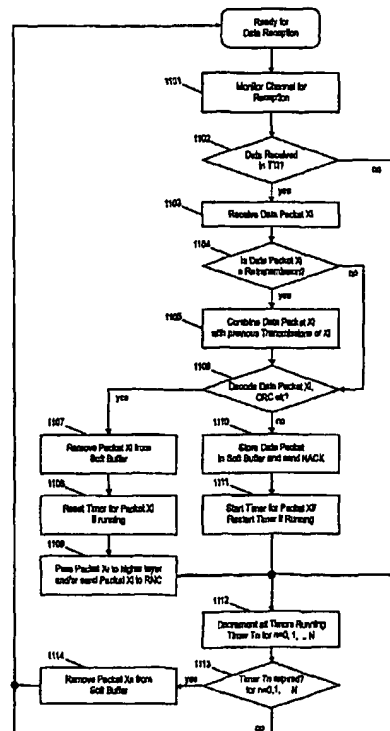 Ready for
Data Reception
1101
Monitor Channel for
Reception
1102
Data Received
in TTI?
no
yes
1103
Receive Data Packet Xi
1104
Is Data Packet Xi
a Retransmission?
no
yes
1105
Combine Data Packet Xi
with previous Transmissions of Xi
1106
Decode Data Packet Xi,
CRC ok?
yes
no
1107
Remove Packet Xi from
Soft Buffer
1110
Store Data Packet
in Soft Buffer and send NACK
1108
Reset Timer for Packet Xi
if running
1111
Start Timer for Packet Xi/
Restart Timer if Running
1109
Pass Packet Xi to higher layer
and/or send Packet Xi to RNC
1112
Decrement all Timers Running
Timer Tn for n=0, 1, .. N
1113
Timer Tn expired?
for n=0,1, .. N
yes
1114
Remove Packet Xn from
Soft Buffer
no